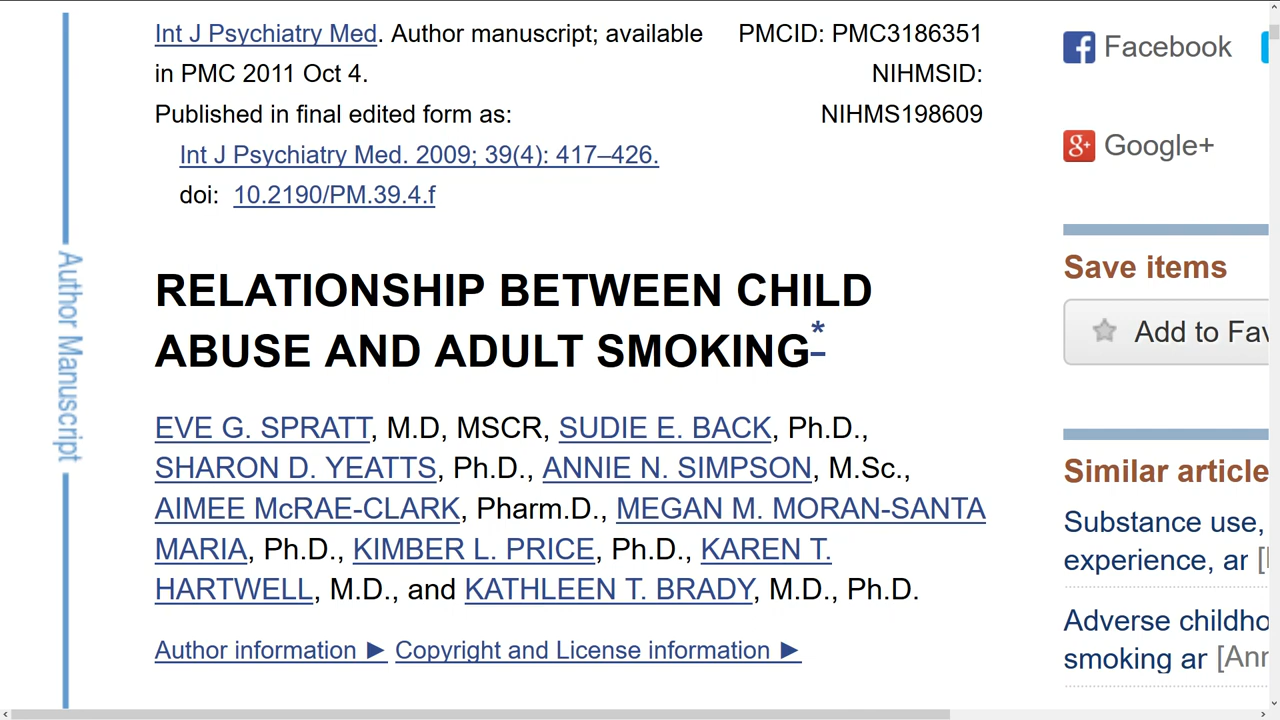 Int J Psychiatry Med. Author manuscript; available
in PMC 2011 Oct 4.
Published in final edited form as:
Int J Psychiatry Med. 2009; 39(4): 417–426.
doi: 10.2190/PM.39.4.f
PMCID: PMC3186351
NIHMSID:
NIHMS198609
Author Manuscript
RELATIONSHIP BETWEEN CHILD
ABUSE AND ADULT SMOKING*
EVE G. SPRATT, M.D, MSCR, SUDIE E. BACK, Ph.D.,
SHARON D. YEATTS, Ph.D., ANNIE N. SIMPSON, M.Sc.,
AIMEE McRAE-CLARK, Pharm.D., MEGAN M. MORAN-SANTA
MARIA, Ph.D., KIMBER L. PRICE, Ph.D., KAREN T.
HARTWELL, M.D., and KATHLEEN T. BRADY, M.D., Ph.D.
Author information ► Copyright and License information ►
Facebook
Google+
Save items
Add to Fav
Similar article
Substance use,
experience, ar [
Adverse childho
smoking ar [Anr